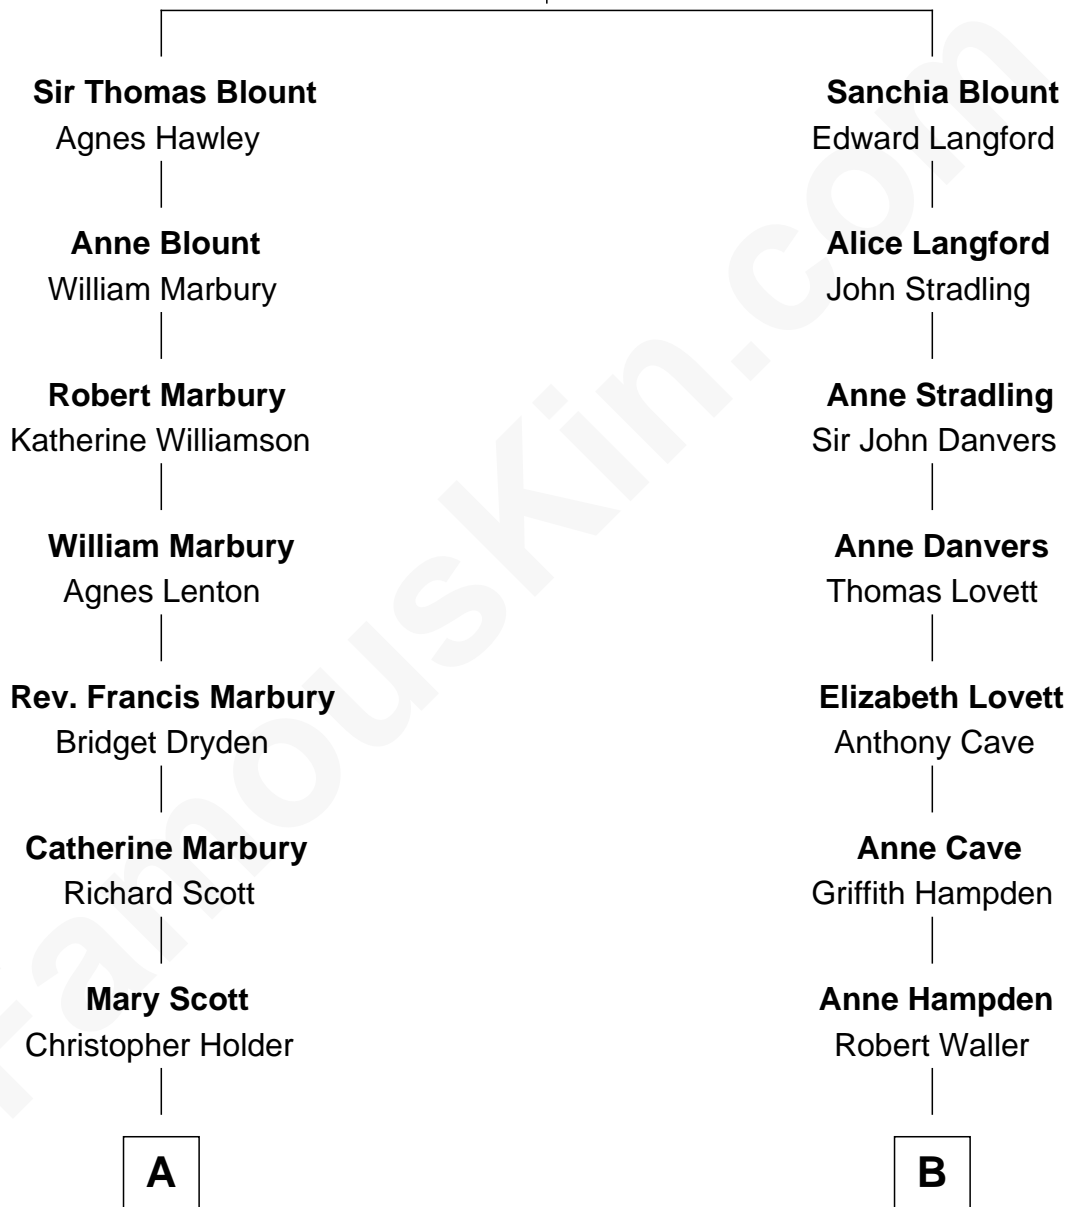 Sir Thomas Blount
Agnes Hawley
Anne Blount
William Marbury
Robert Marbury
Katherine Williamson
William Marbury
Agnes Lenton
Rev. Francis Marbury
Bridget Dryden
Catherine Marbury
Richard Scott
Mary Scott
Christopher Holder
A
Sanchia Blount
Edward Langford
Alice Langford
John Stradling
Anne Stradling
Sir John Danvers
Anne Danvers
Thomas Lovett
Elizabeth Lovett
Anthony Cave
Anne Cave
Griffith Hampden
Anne Hampden
Robert Waller
B
FamousKin.com